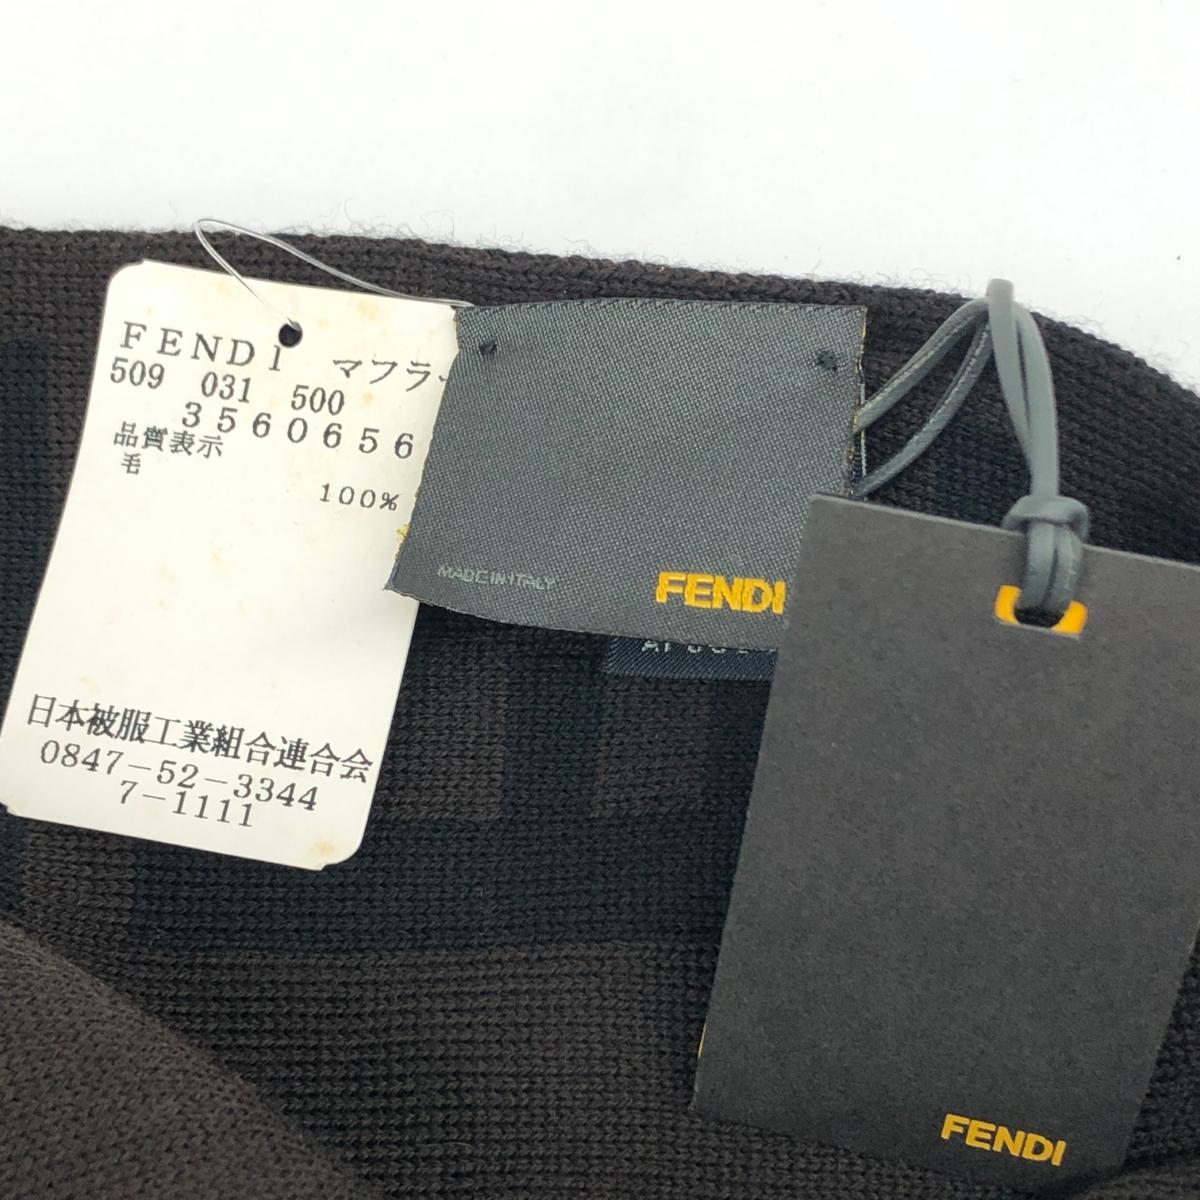 FENDI マフラー
509 031 500
3560656
品質表示
毛
100%
日本被服工業組合連合会
0847-52-3344
7-1111
MADE IN ITALY
FENDI
FENDI